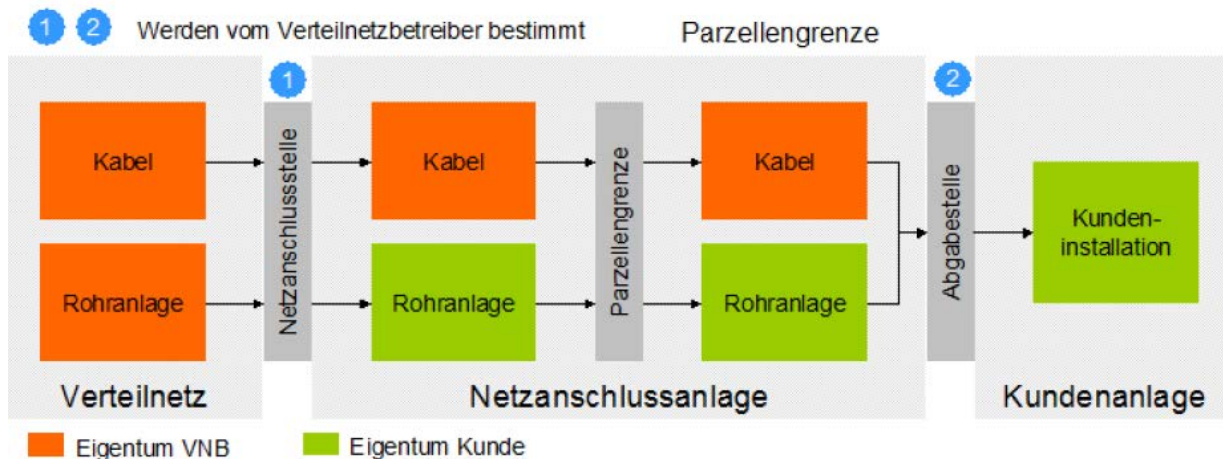 1 2 Werden vom Verteilnetzbetreiber bestimmt
Parzellengrenze
1
2
Kabel
Netzanschlussstelle
Kabel
Parzellengrenze
Kabel
Abgabestelle
Kunden-
installation
Rohranlage
Rohranlage
Rohranlage
Verteilnetz
Netzanschlussanlage
Kundenanlage
Eigentum VNB
Eigentum Kunde